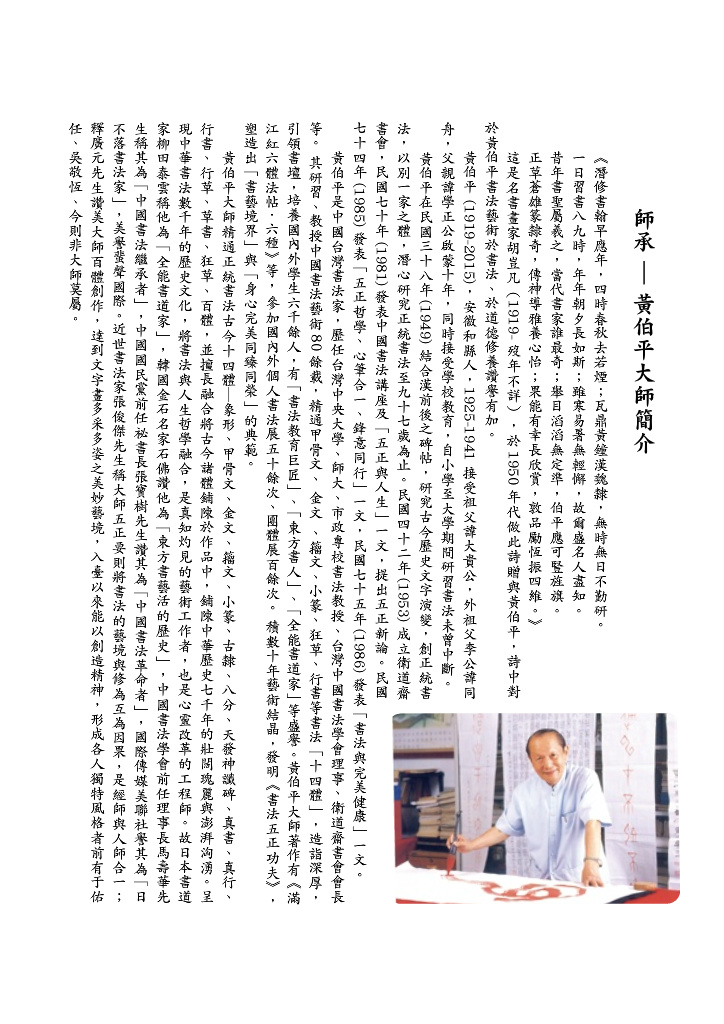 師承 — 黃伯平大師簡介
《潛修書翰早應年，四時春秋去若煙；瓦鼎黃鐘漢魏隸，無時無日不勤研。
一日習書八九時，年年朝夕長如斯；雖寒易暑無輕懈，故爾盛名人盡知。
昔年書聖屬羲之，當代書家誰最奇；舉目滔滔無定準，伯平應可豎旌旗。
正草蒼雄篆隸奇，傳神導雅養心怡；果能有幸長欣賞，敦品勵恆振四維。》
這是名書畫家胡豈凡 (1919-歿年不詳)，於 1950 年代做此詩贈與黃伯平，詩中對
於黃伯平書法藝術於書法、於道德修養讚譽有加。
黃伯平 (1919-2015)，安徽和縣人，1925-1941 接受祖父諱大貴公，外祖父李公諱同
舟，父親諱學正公啟蒙十年，同時接受學校教育，自小學至大學期間研習書法未曾中斷。
黃伯平在民國三十八年(1949) 結合漢前後之碑帖，研究古今歷史文字演變，創正統書
法，以別一家之體，潛心研究正統書法至九十七歲為止。民國四十二年(1953) 成立衛道齋
書會，民國七十年(1981) 發表中國書法講座及「五正與人生」一文，提出五正新論。民國
七十四年(1985) 發表「五正哲學、心筆合一、鋒意同行」一文，民國七十五年(1986) 發表「書法與完美健康」一文。
黃伯平是中國台灣書法家，歷任台灣中央大學、師大、市政專校書法教授、台灣中國書法學會理事、衛道齋書會會長
等。其研習、教授中國書法藝術 80 餘載，精通甲骨文、金文、籀文、小篆、狂草、行書等書法「十四體」，造詣深厚，
引領書壇，培養國內外學生六千餘人，有「書法教育巨匠」、「東方書人」、「全能書道家」等盛譽。黃伯平大師著作有《滿
江紅六體法帖．六種》等，參加國內外個人書法展五十餘次、團體展百餘次。積數十年藝術結晶，發明《書法五正功夫》，
塑造出「書藝境界」與「身心完美同臻同榮」的典範。
黃伯平大師精通正統書法古今十四體—象形、甲骨文、金文、籀文、小篆、古隸、八分、天發神讖碑、真書、真行、
行書、行草、草書、狂草、百體，並擅長融合將古今諸體鋪陳於作品中，鋪陳中華歷史七千年的壯闊瑰麗與澎湃洶湧。呈
現中華書法數千年的歷史文化，將書法與人生哲學融合，是真知灼見的藝術工作者，也是心靈改革的工程師。故日本書道
家柳田泰雲稱他為「全能書道家」，韓國金石名家石佛讚他為「東方書藝活的歷史」，中國書法學會前任理事長馬壽華先
生稱其為「中國書法繼承者」，中國國民黨前任祕書長張寶樹先生讚其為「中國書法革命者」，國際傳媒美聯社譽其為「日
不落書法家」，美譽蜚聲國際。近世書法家張俊傑先生稱大師五正要則將書法的藝境與修為互為因果，是經師與人師合一；
釋廣元先生讚美大師百體創作，達到文字畫多采多姿之美妙藝境，入臺以來能以創造精神，形成各人獨特風格者前有于佑
任、吳敬恆、今則非大師莫屬。